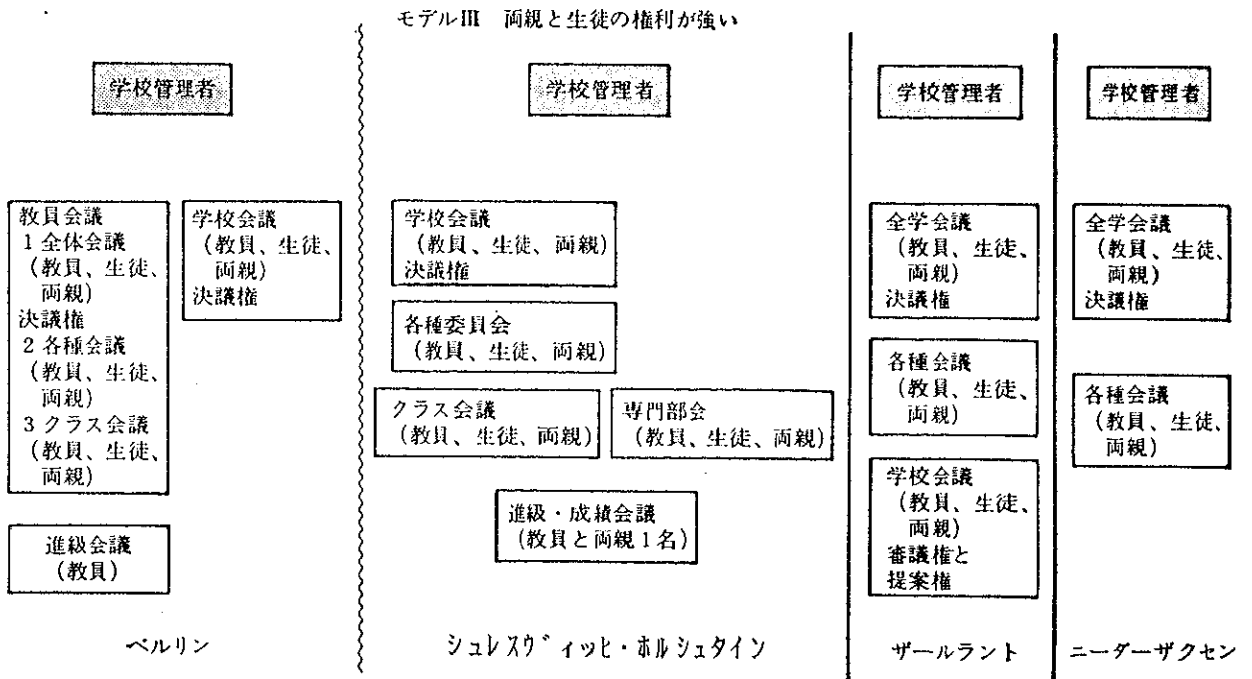 モデルIII 両親と生徒の権利が強い
学校管理者
教員会議
1 全体会議
(教員、生徒、
両親)
決議権
2 各種会議
(教員、生徒、
両親)
3 クラス会議
(教員、生徒、
両親)
学校会議
(教員、生徒、
両親)
決議権
進級会議
(教員)
ベルリン
学校管理者
学校会議
(教員、生徒、両親)
決議権
各種委員会
(教員、生徒、両親)
クラス会議
(教員、生徒、両親)
専門部会
(教員、生徒、両親)
進級・成績会議
(教員と両親1名)
シュレスヴィッヒ・ホルシュタイン
学校管理者
全学会議
(教員、生徒、
両親)
決議権
各種会議
(教員、生徒、
両親)
学校会議
(教員、生徒、
両親)
審議権と
提案権
ザールラント
学校管理者
全学会議
(教員、生徒、
両親)
決議権
各種会議
(教員、生徒、
両親)
ニーダーザクセン